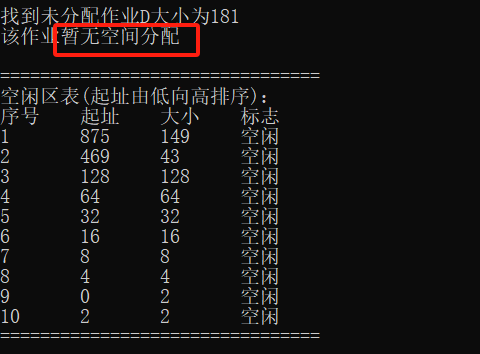 找到未分配作业D大小为181
该作业暂无空间分配
================================
空闲区表(起址由低向高排序):
序号 起址 大小 标志
1 875 149 空闲
2 469 43 空闲
3 128 128 空闲
4 64 64 空闲
5 32 32 空闲
6 16 16 空闲
7 8 8 空闲
8 4 4 空闲
9 0 2 空闲
10 2 2 空闲
================================